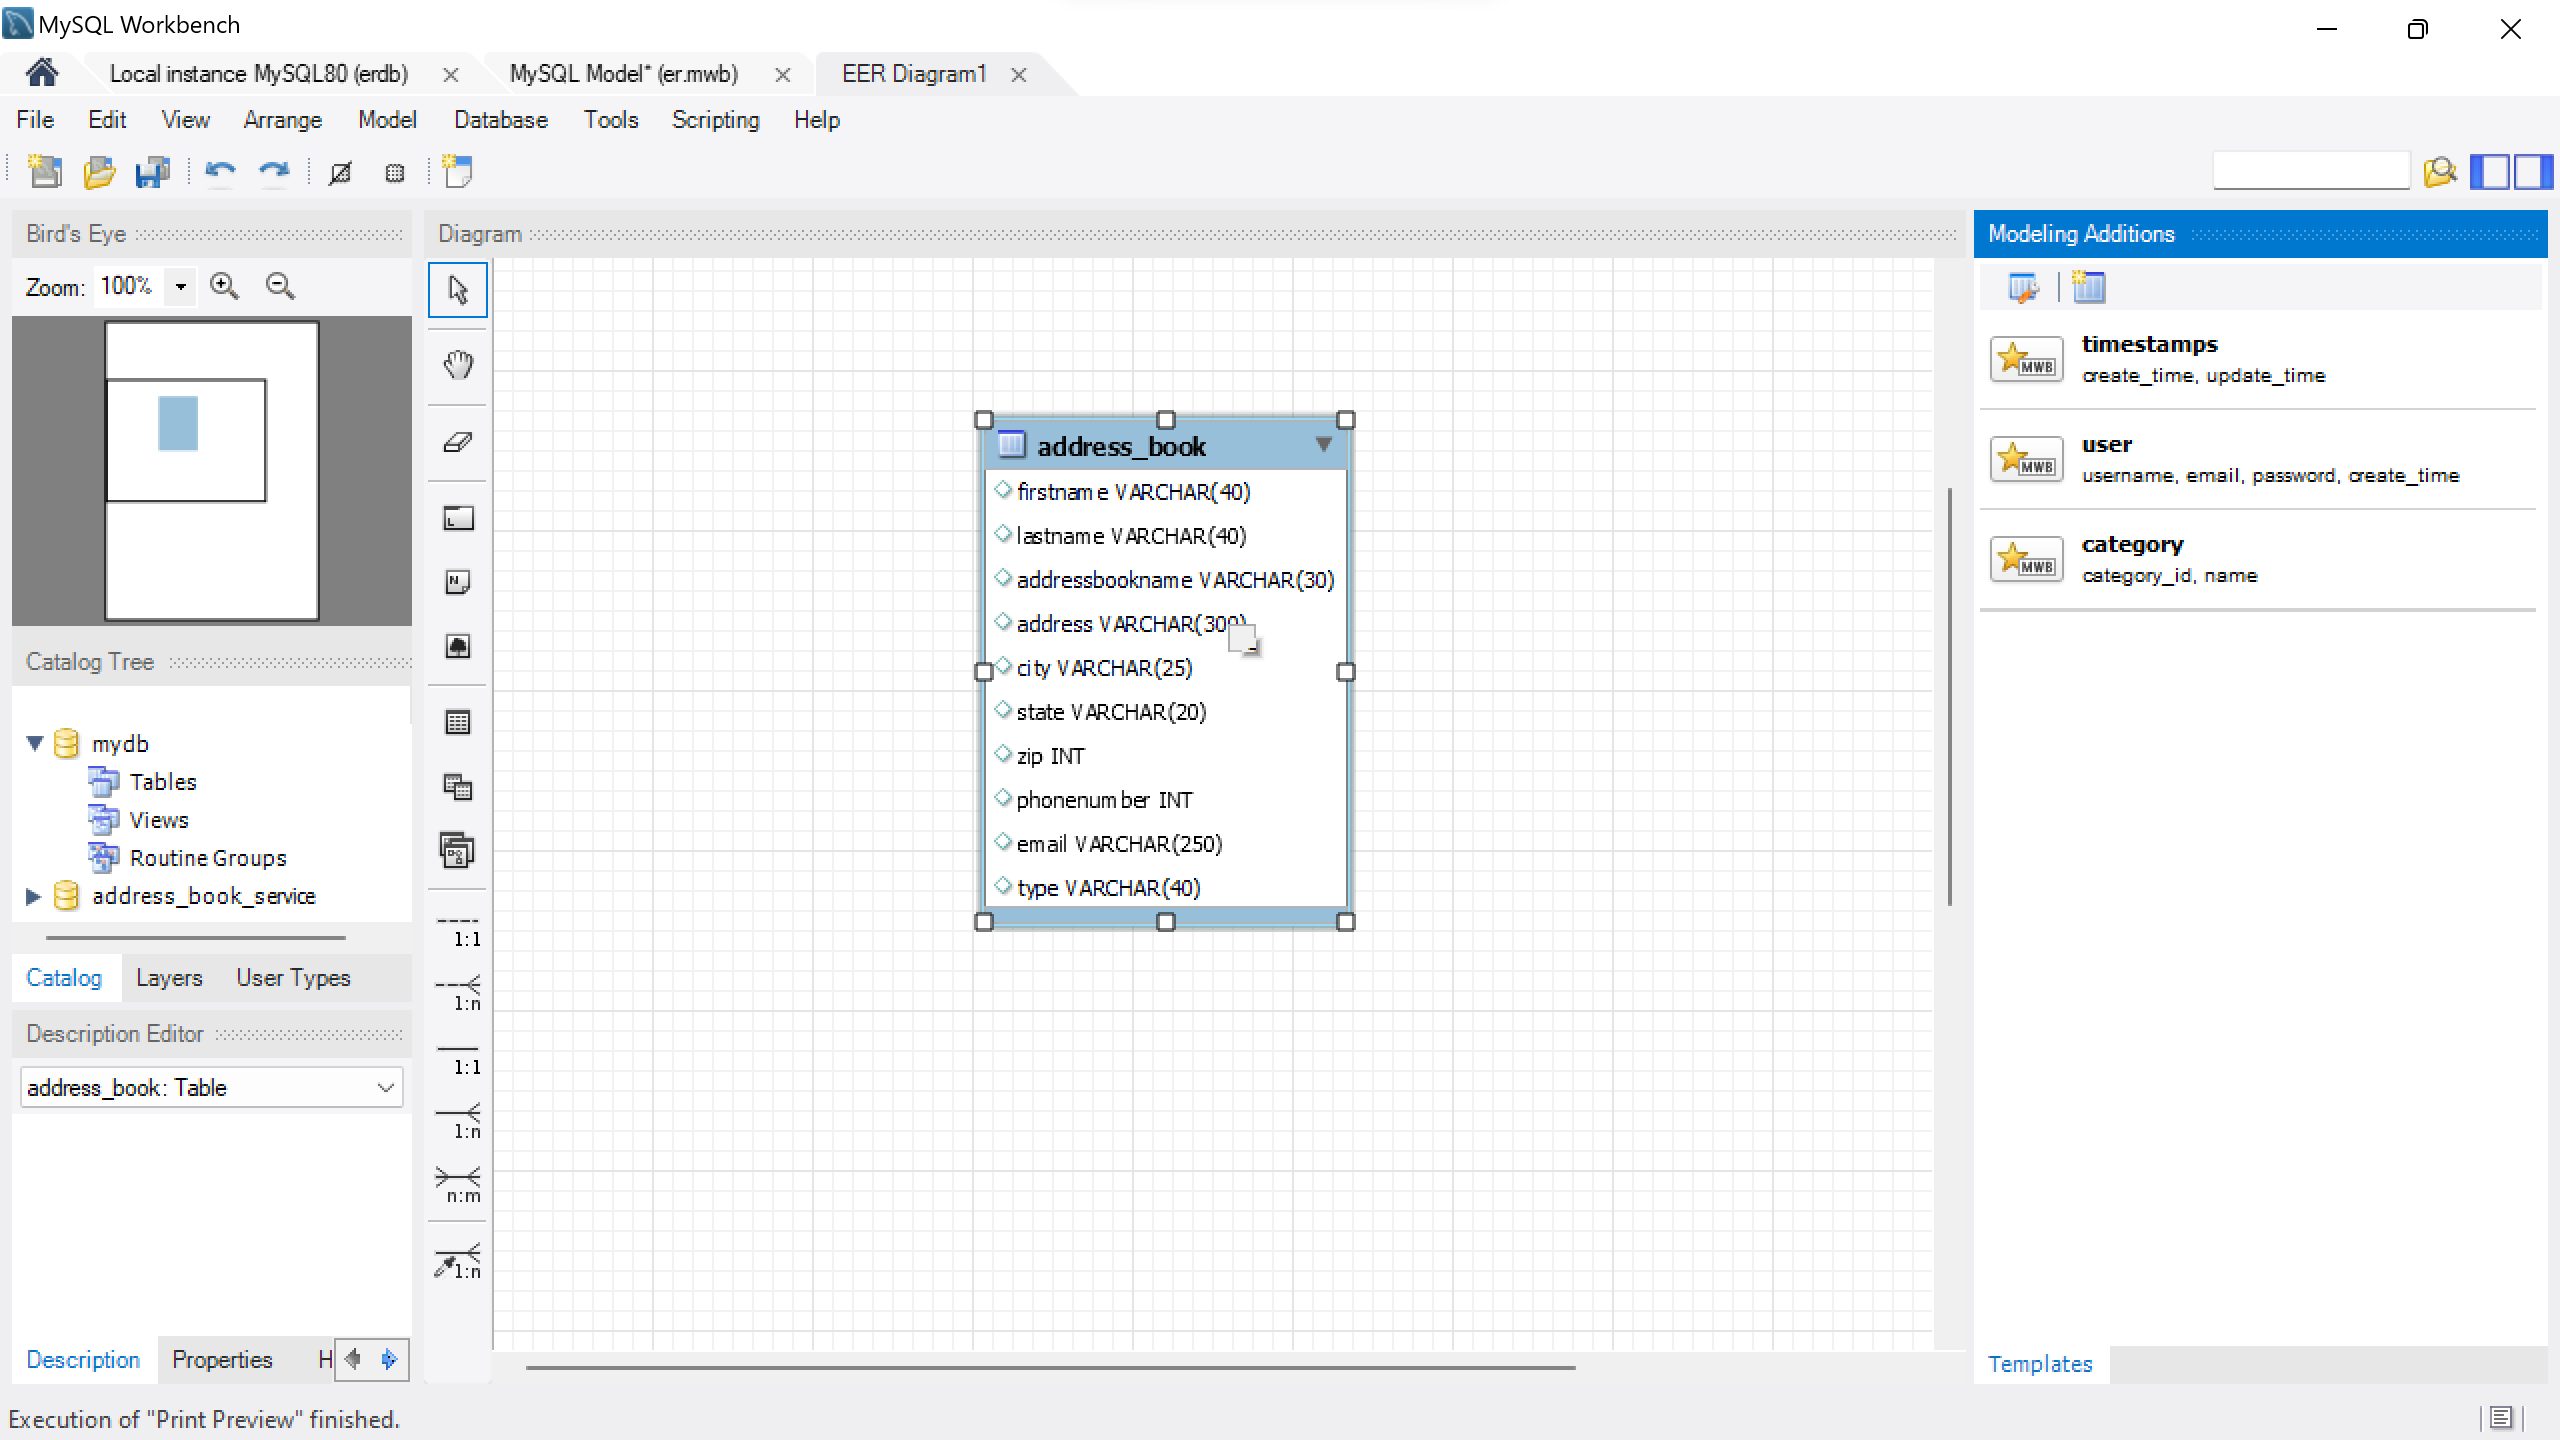 MySQL Workbench
Local instance MySQL80 (erdb)
MySQL Model* (er.mwb)
EER Diagram1
File Edit View Arrange Model Database Tools Scripting Help
Bird's Eye
Zoom: 100%
Catalog Tree
mydb
Tables
Views
Routine Groups
address_book_service
Catalog Layers User Types
Description Editor
address_book: Table
Description Properties H
Diagram
1:1
1:n
1:1
1:n
n:m
1:n
address_book
firstname VARCHAR(40)
lastname VARCHAR(40)
addressbookname VARCHAR(30)
address VARCHAR(300)
city VARCHAR(25)
state VARCHAR(20)
zip INT
phonenumber INT
email VARCHAR(250)
type VARCHAR(40)
Modeling Additions
MWB
timestamps
create_time, update_time
MWB
user
username, email, password, create_time
MWB
category
category_id, name
Templates
Execution of "Print Preview" finished.